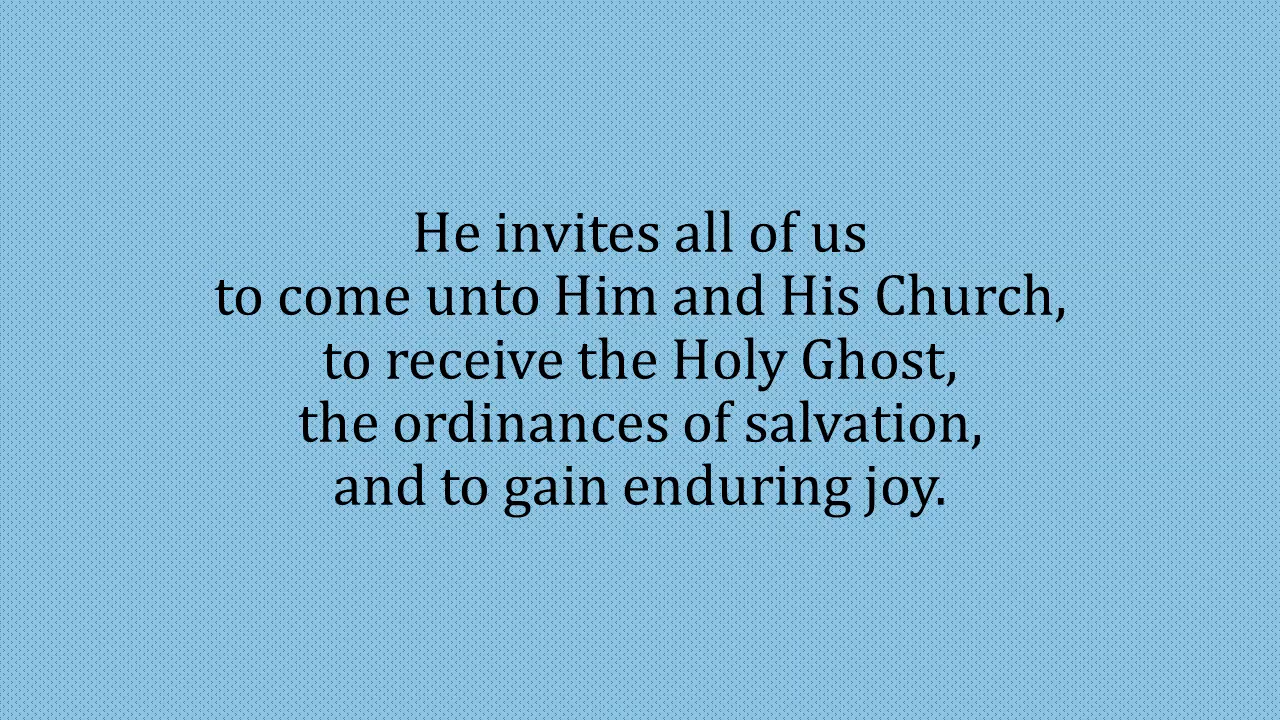 He invites all of us
to come unto Him and His Church,
to receive the Holy Ghost,
the ordinances of salvation,
and to gain enduring joy.